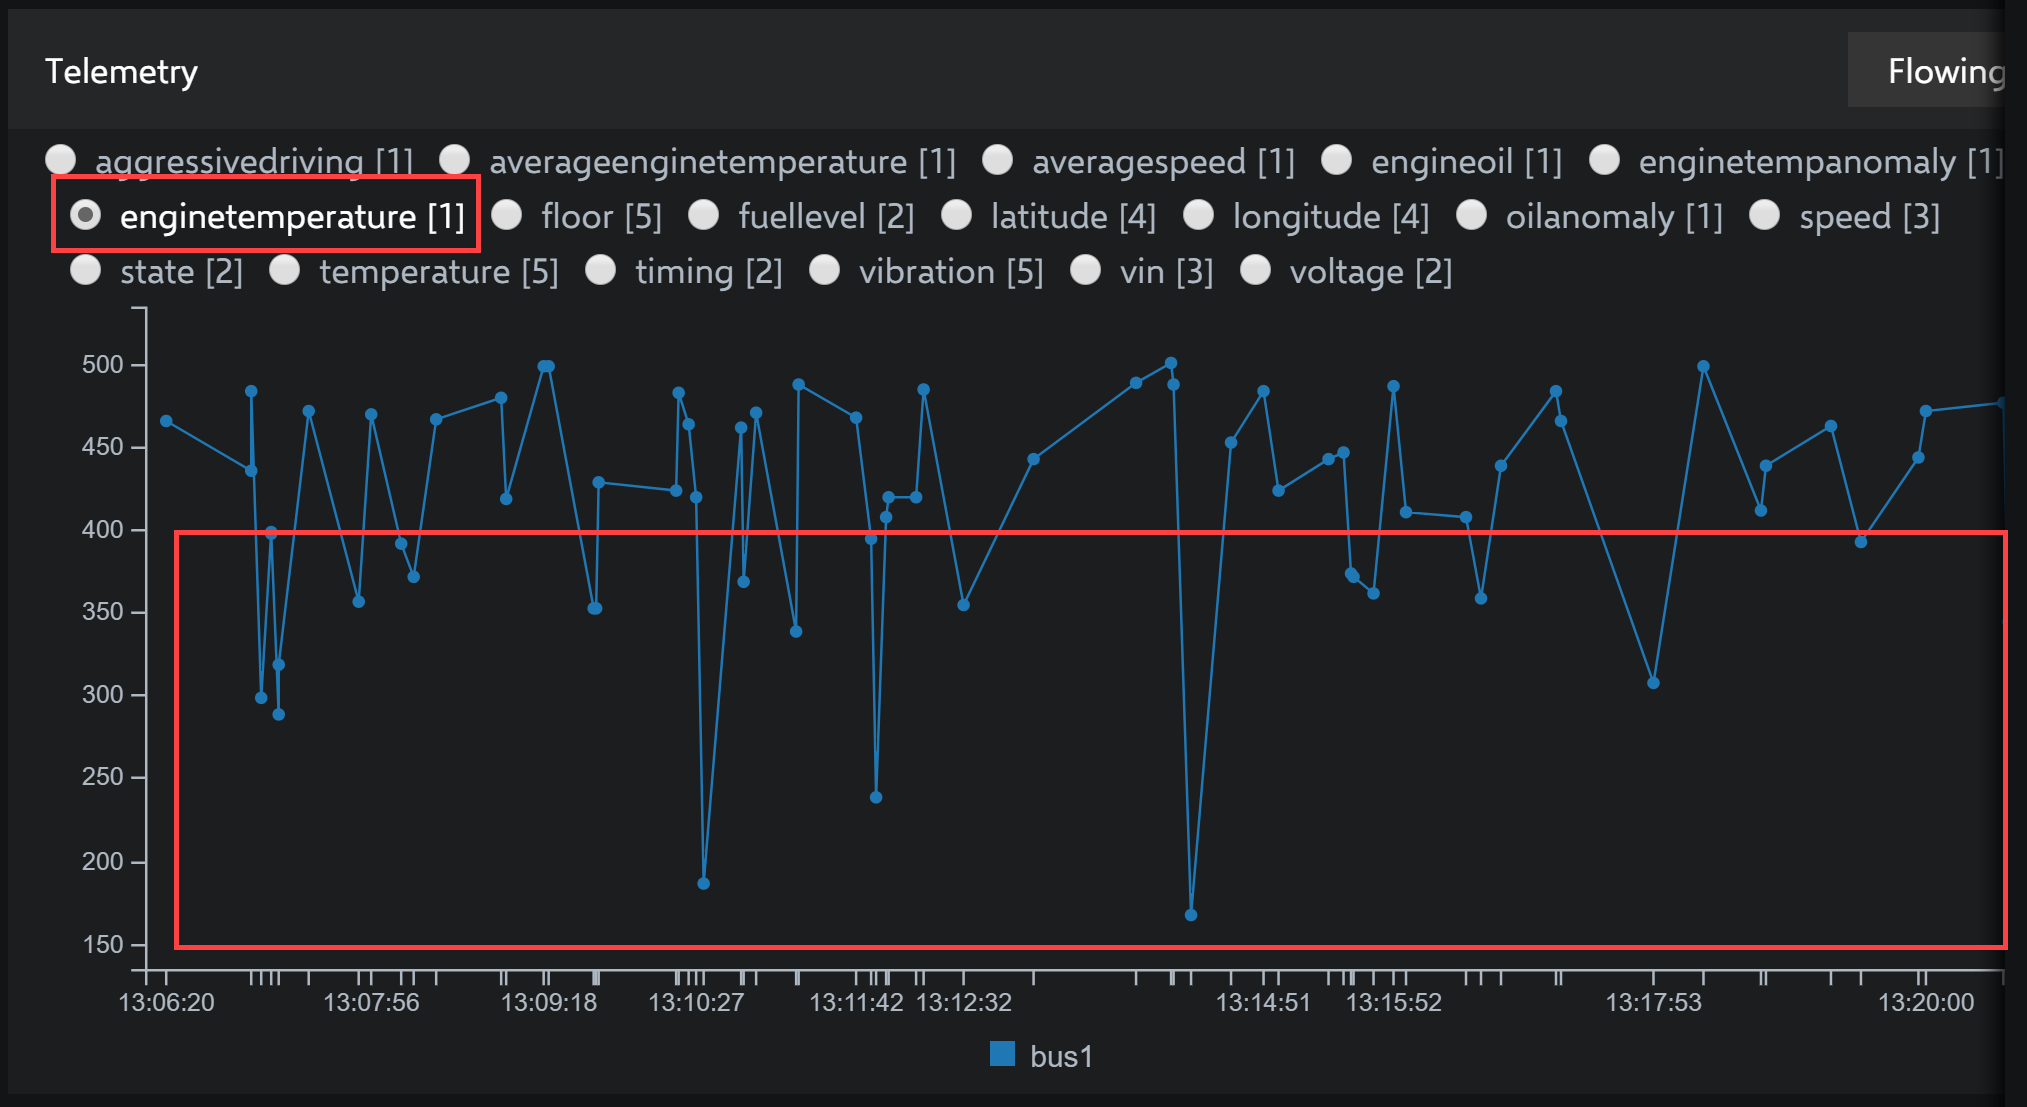 Telemetry
Flowing
aggressivedriving [1] averageenginetemperature [1] averagespeed [1] engineoil [1] enginetempanomaly [1]
enginetemperature [1] floor [5] fuellevel [2] latitude [4] longitude [4] oilanomaly [1] speed [3]
state [2] temperature [5] timing [2] vibration [5] vin [3] voltage [2]
500
450
400
350
300
250
200
150
13:06:20 13:07:56 13:09:18 13:10:27 13:11:42 13:12:32 13:14:51 13:15:52 13:17:53 13:20:00
bus1